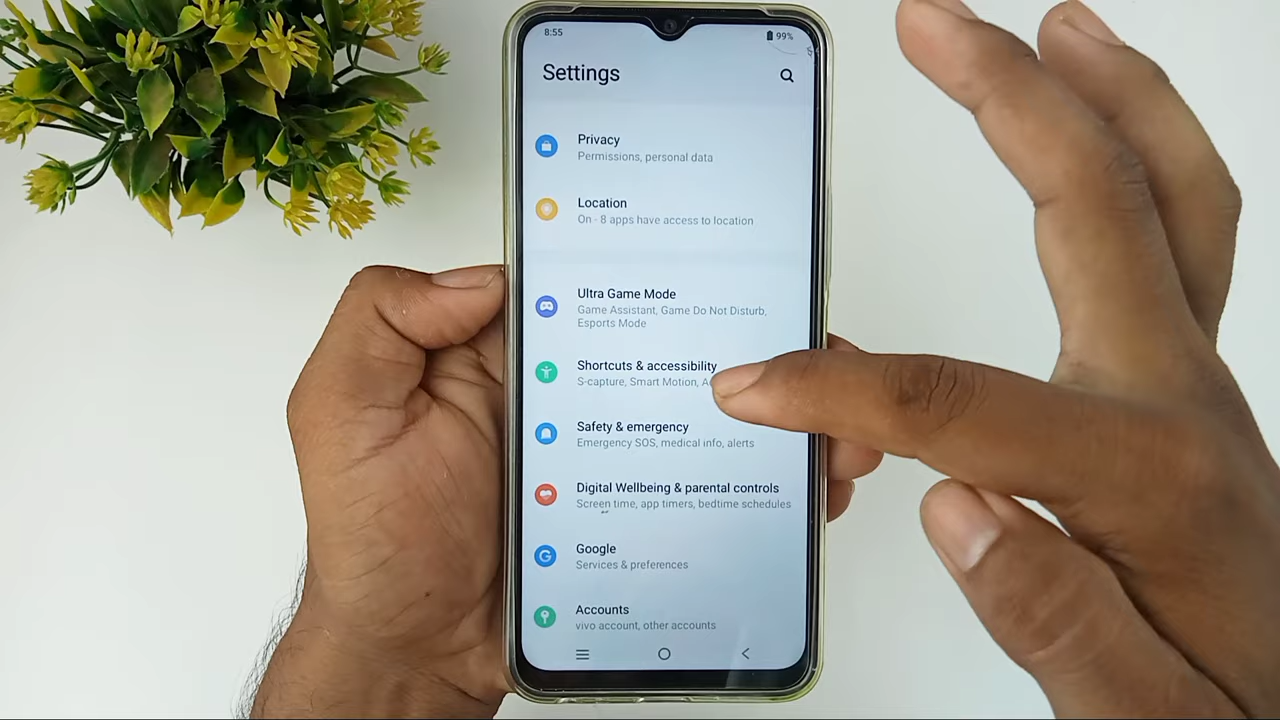 8:55
99%
Settings
Privacy
Permissions, personal data
Location
On · 8 apps have access to location
Ultra Game Mode
Game Assistant, Game Do Not Disturb,
Esports Mode
Shortcuts & accessibility
S-capture, Smart Motion,
Safety & emergency
Emergency SOS, medical info, alerts
Digital Wellbeing & parental controls
Screen time, app timers, bedtime schedules
Google
Services & preferences
Accounts
vivo account, other accounts